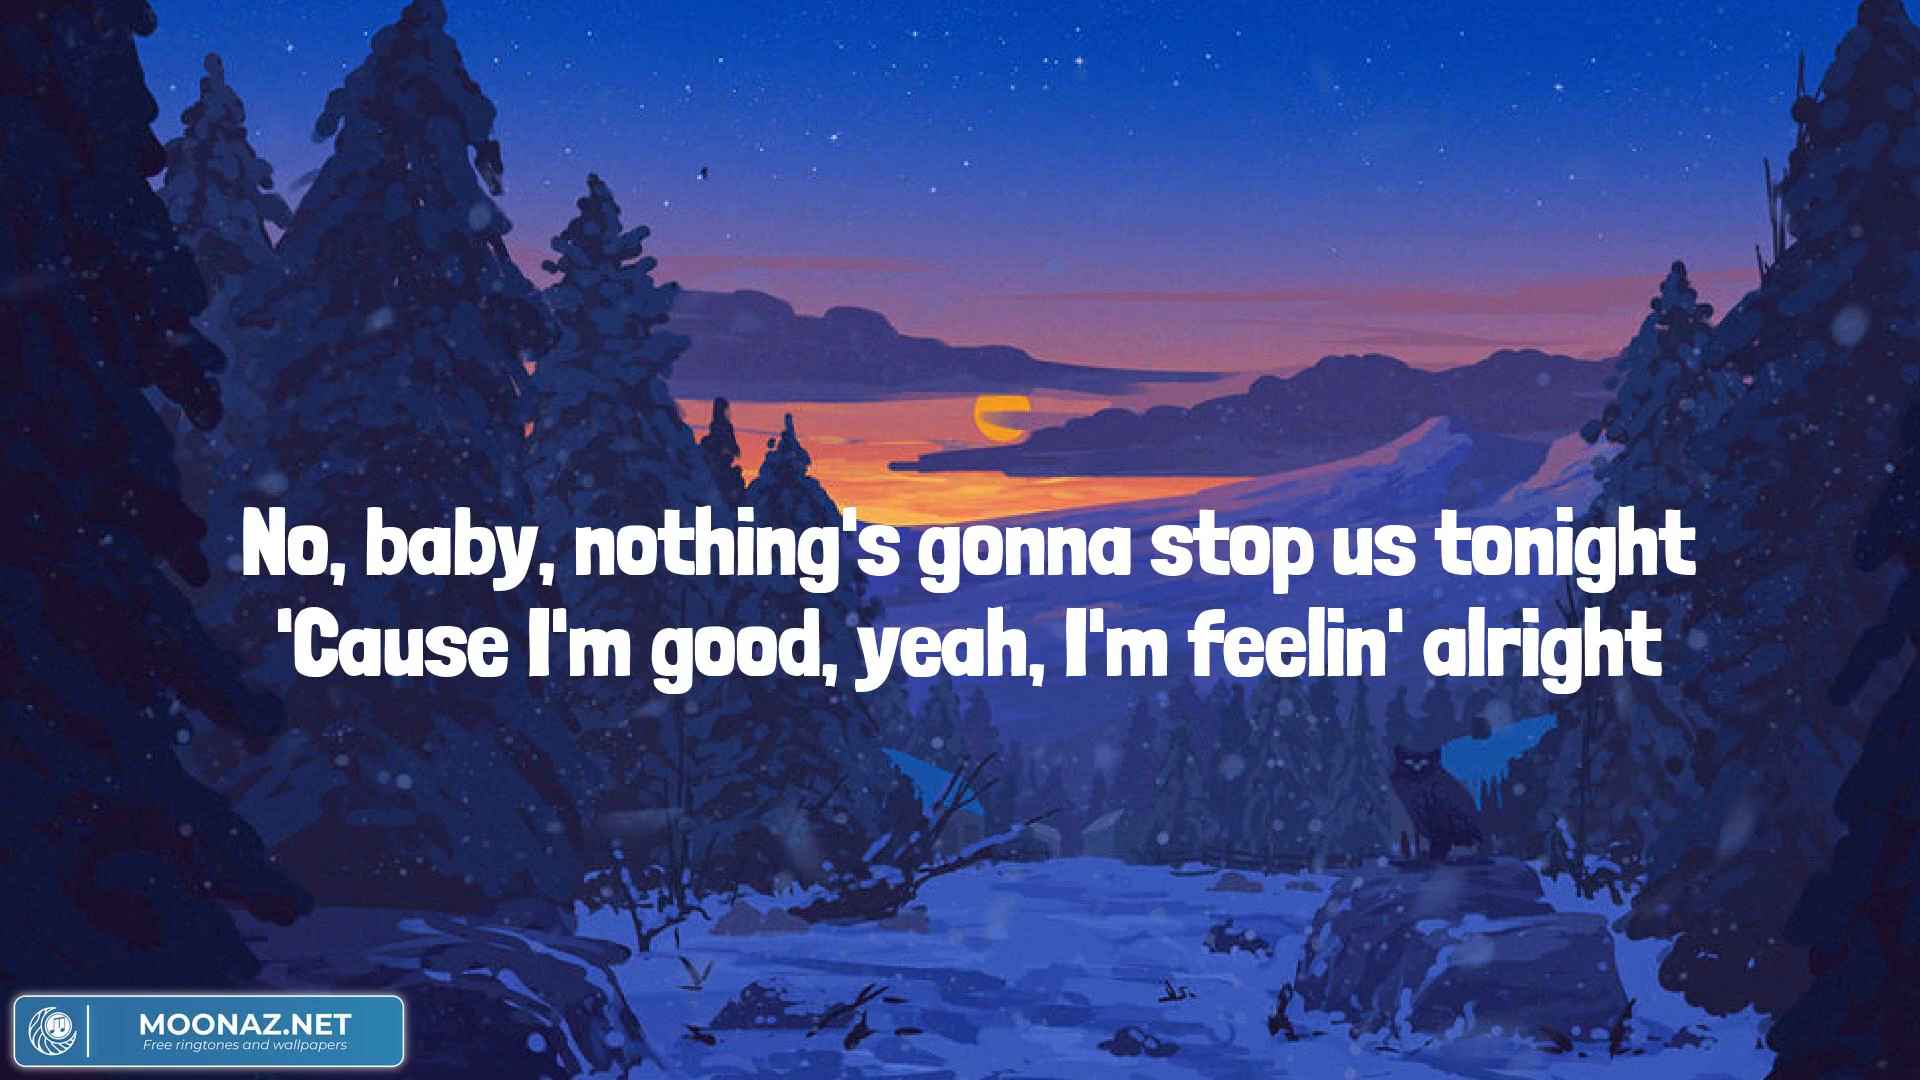 No, baby, nothing's gonna stop us tonight
'Cause I'm good, yeah, I'm feelin' alright
MOONAZ.NET
Free ringtones and wallpapers